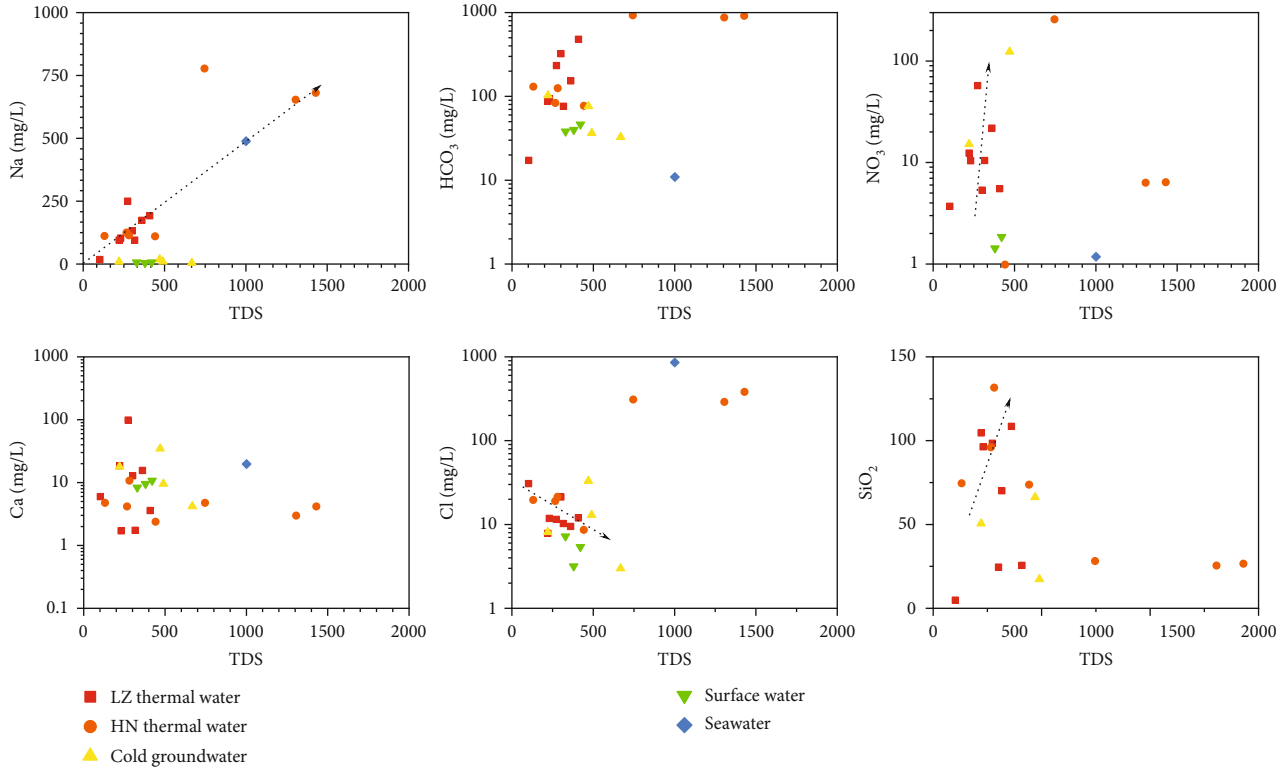 1000
750
500
250
0
Na (mg/L)
0 500 1000 1500 2000
TDS
1000
100
10
1
HCO3 (mg/L)
0 500 1000 1500 2000
TDS
100
10
1
NO3 (mg/L)
0 500 1000 1500 2000
TDS
1000
100
10
1
0.1
Ca (mg/L)
0 500 1000 1500 2000
TDS
1000
100
10
1
Cl (mg/L)
0 500 1000 1500 2000
TDS
150
100
50
0
SiO2
0 500 1000 1500 2000
TDS
LZ thermal water
HN thermal water
Cold groundwater
Surface water
Seawater